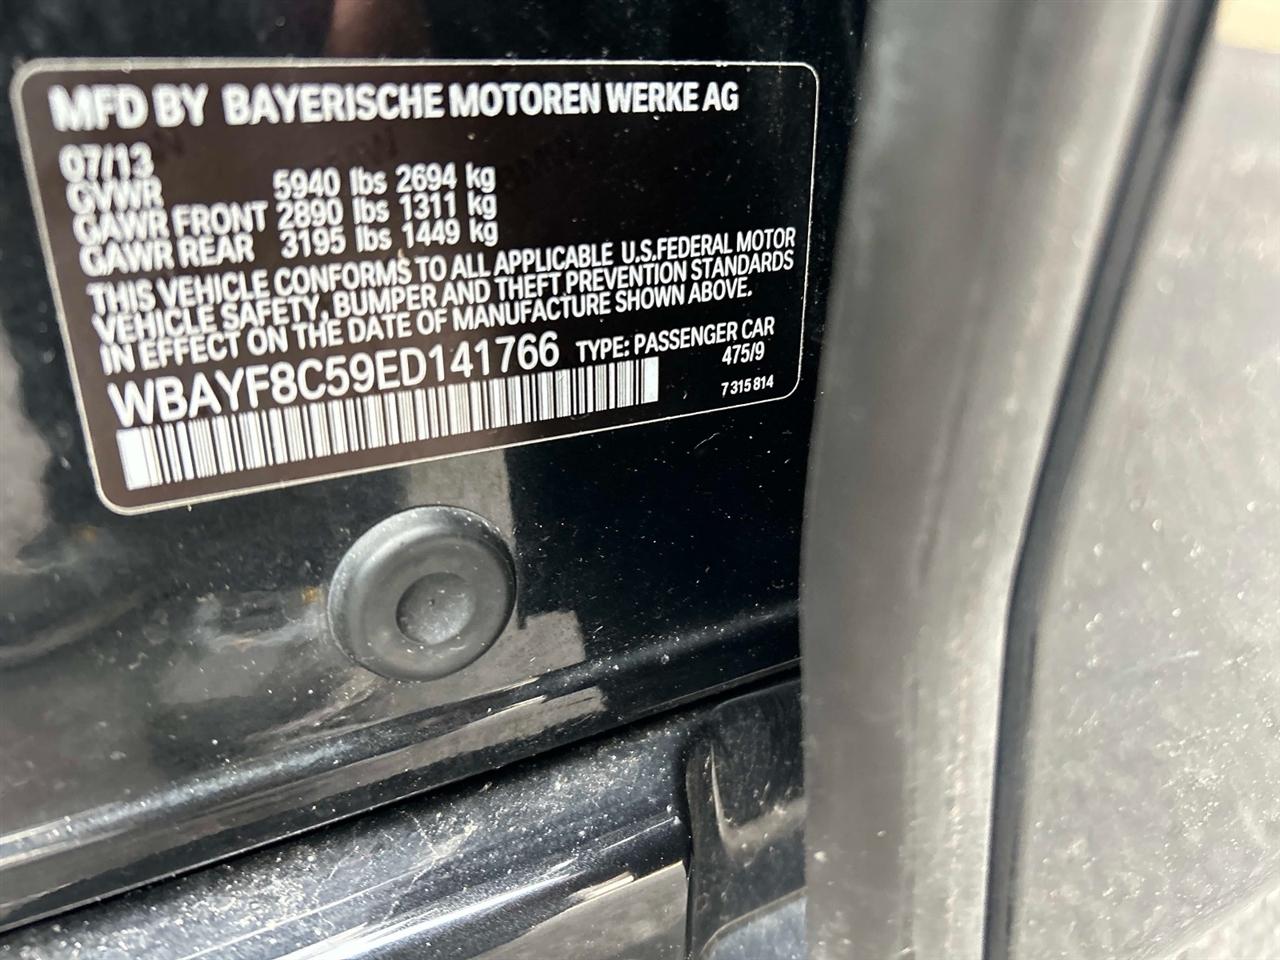 MFD BY BAYERISCHE MOTOREN WERKE AG
07/13
GVWR 5940 lbs 2694 kg
GAWR FRONT 2890 lbs 1311 kg
GAWR REAR 3195 lbs 1449 kg
THIS VEHICLE CONFORMS TO ALL APPLICABLE U.S.FEDERAL MOTOR
VEHICLE SAFETY, BUMPER AND THEFT PREVENTION STANDARDS
IN EFFECT ON THE DATE OF MANUFACTURE SHOWN ABOVE.
WBAYF8C59ED141766 TYPE: PASSENGER CAR
475/9
7 315 814